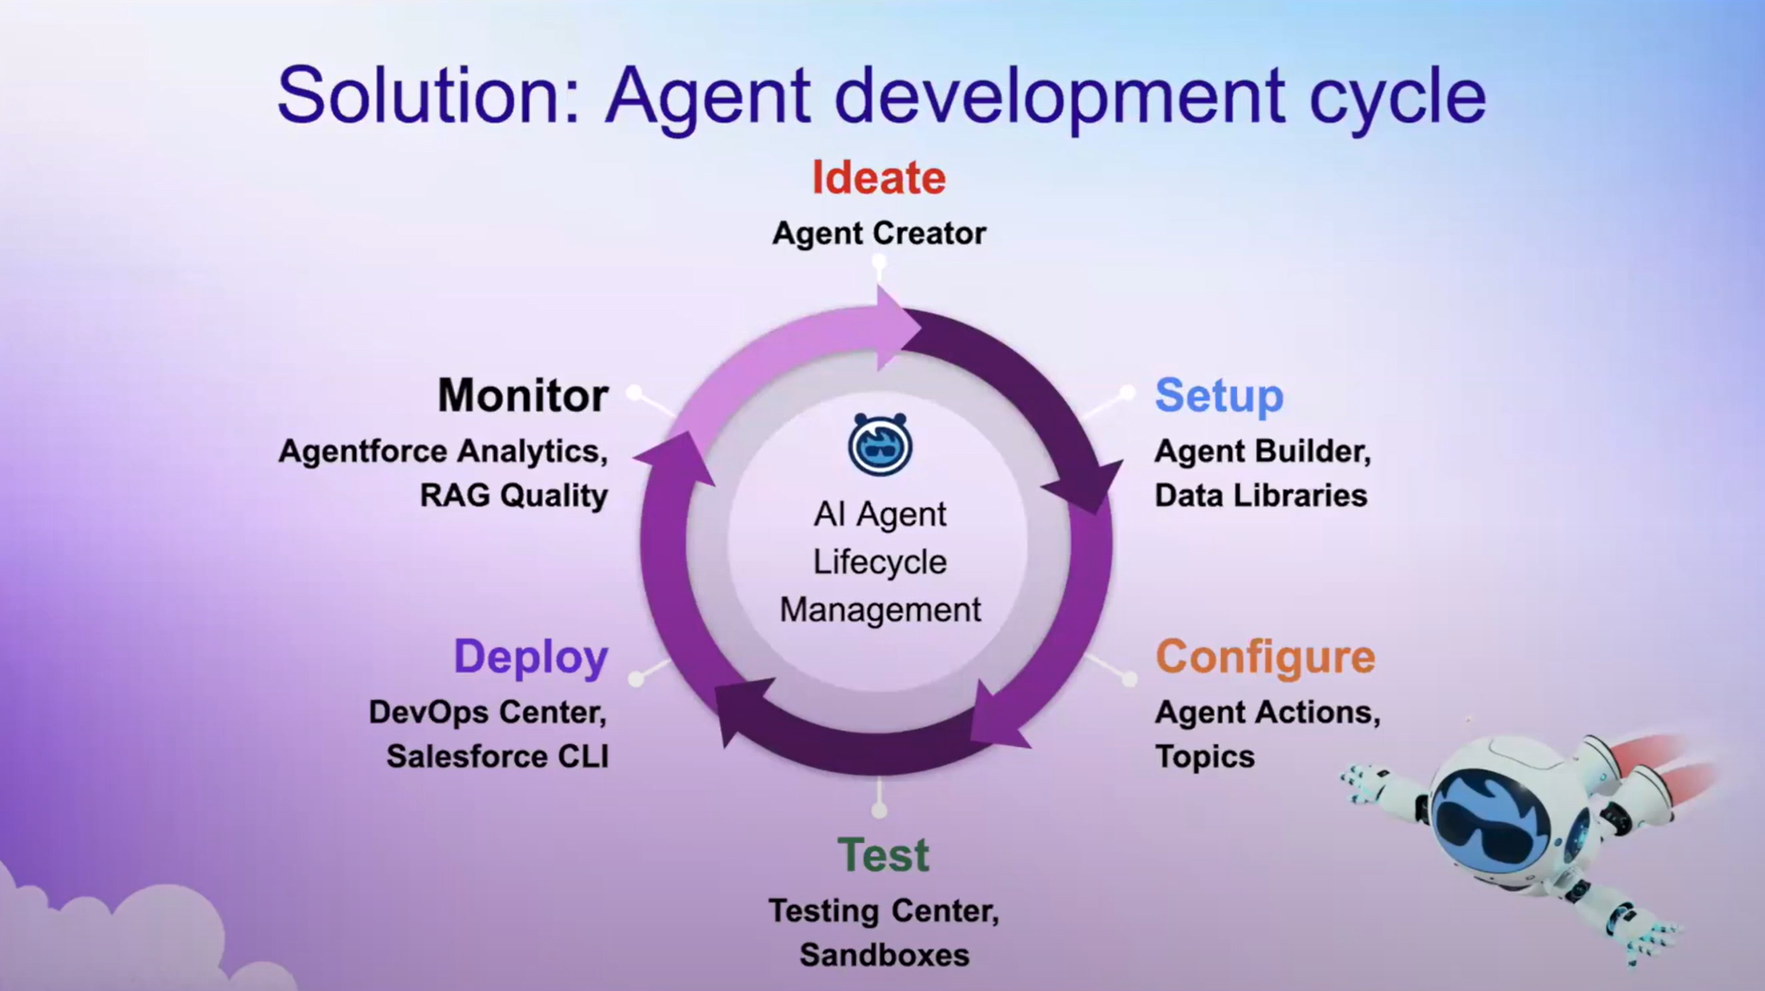 Solution: Agent development cycle
Ideate
Agent Creator
Setup
Agent Builder,
Data Libraries
Configure
Agent Actions,
Topics
Test
Testing Center,
Sandboxes
Deploy
DevOps Center,
Salesforce CLI
Monitor
Agentforce Analytics,
RAG Quality
AI Agent
Lifecycle
Management